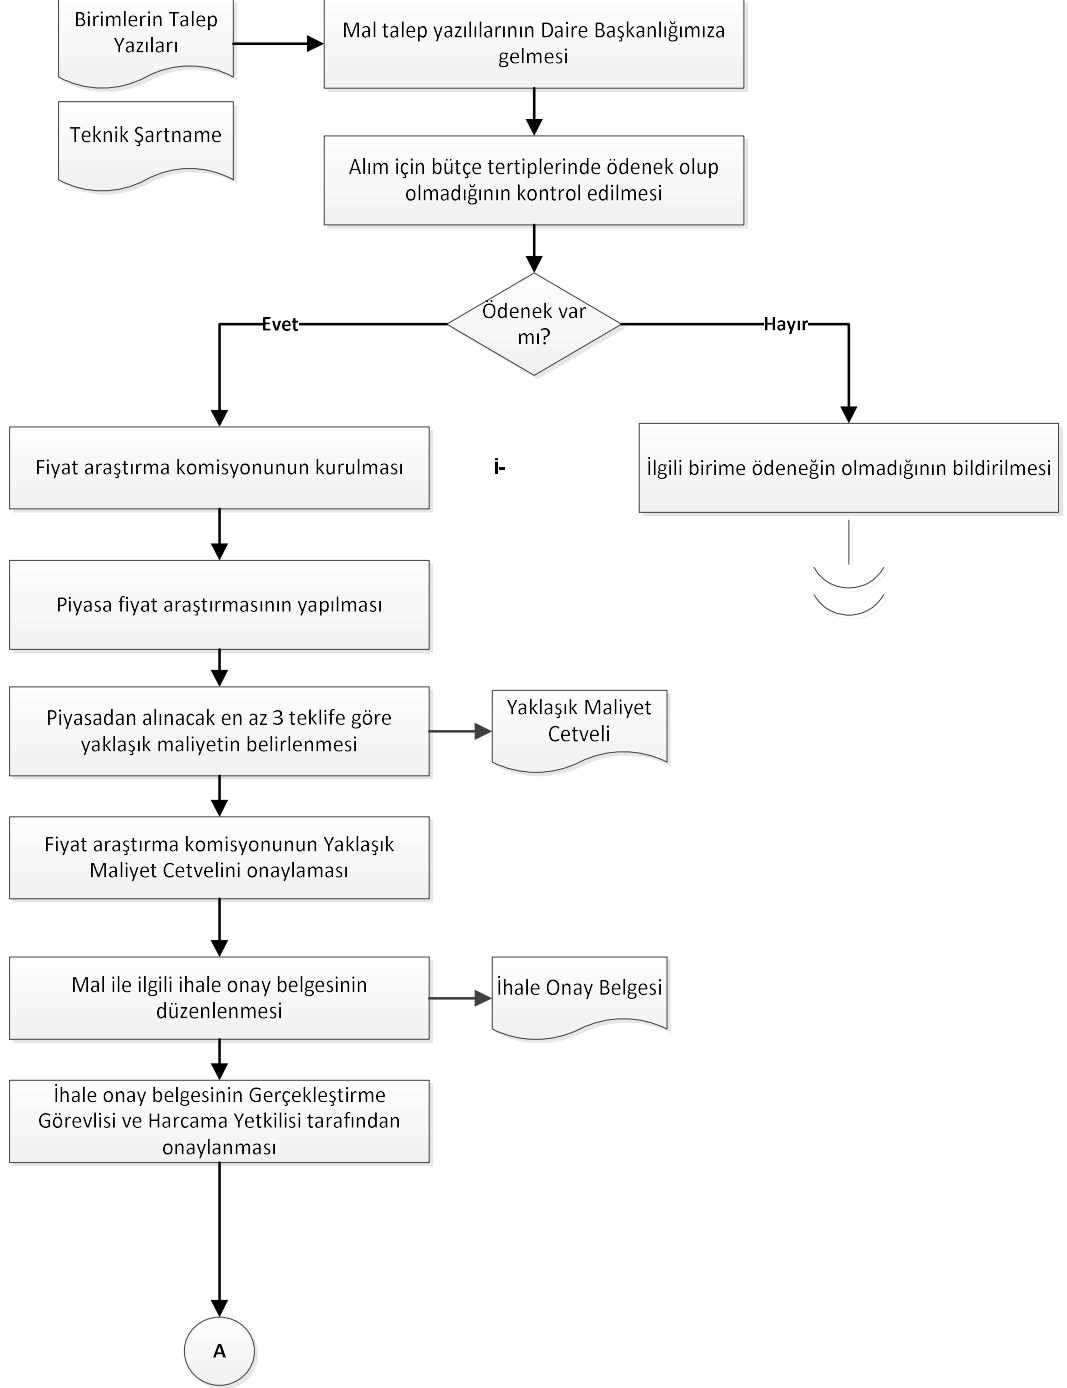 Birimlerin Talep
Yazıları
Mal talep yazılılarının Daire Başkanlığımıza
gelmesi
Teknik Şartname
Alım için bütçe tertiplerinde ödenek olup
olmadığının kontrol edilmesi
Ödenek var
mı?
Evet
Hayır
Fiyat araştırma komisyonunun kurulması
İ-
İlgili birime ödeneğin olmadığının bildirilmesi
Piyasa fiyat araştırmasının yapılması
Piyasadan alınacak en az 3 teklife göre
yaklaşık maliyetin belirlenmesi
Yaklaşık Maliyet
Cetveli
Fiyat araştırma komisyonunun Yaklaşık
Maliyet Cetvelini onaylaması
Mal ile ilgili ihale onay belgesinin
düzenlenmesi
İhale Onay Belgesi
İhale onay belgesinin Gerçekleştirme
Görevlisi ve Harcama Yetkilisi tarafından
onaylanması
A